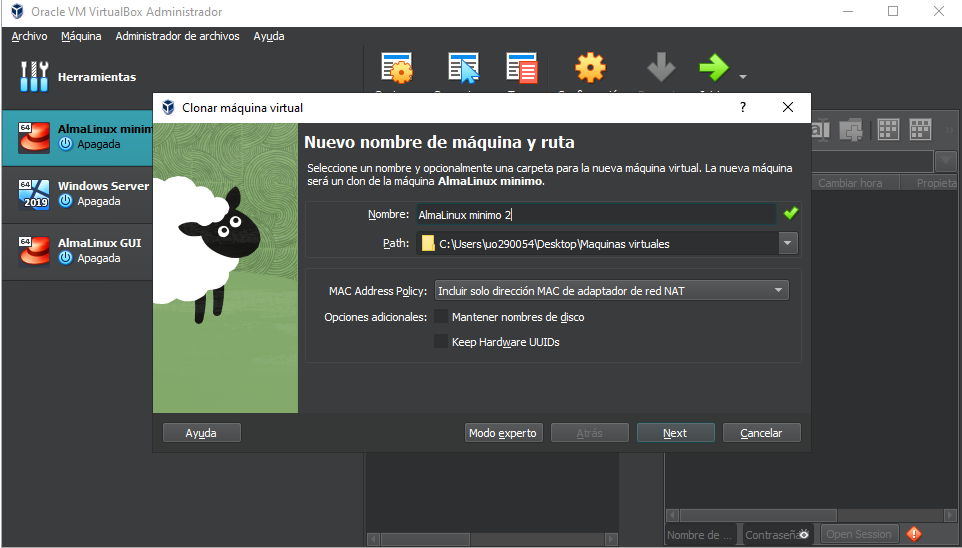 Oracle VM VirtualBox Administrador
Archivo Máquina Administrador de archivos Ayuda
Herramientas
64 AlmaLinux minim
Apagada
64 2019 Windows Server
Apagada
64 AlmaLinux GUI
Apagada
Clonar máquina virtual
?
Nuevo nombre de máquina y ruta
Seleccione un nombre y opcionalmente una carpeta para la nueva máquina virtual. La nueva máquina
será un clon de la máquina AlmaLinux minimo.
Nombre: AlmaLinux minimo 2
Path: C:\Users\uo290054\Desktop\Maquinas virtuales
MAC Address Policy: Incluir solo dirección MAC de adaptador de red NAT
Opciones adicionales: Mantener nombres de disco
Keep Hardware UUIDs
Ayuda Modo experto Atrás Next Cancelar
Cambiar hora Propieta
Nombre de ... Contraseña Open Session